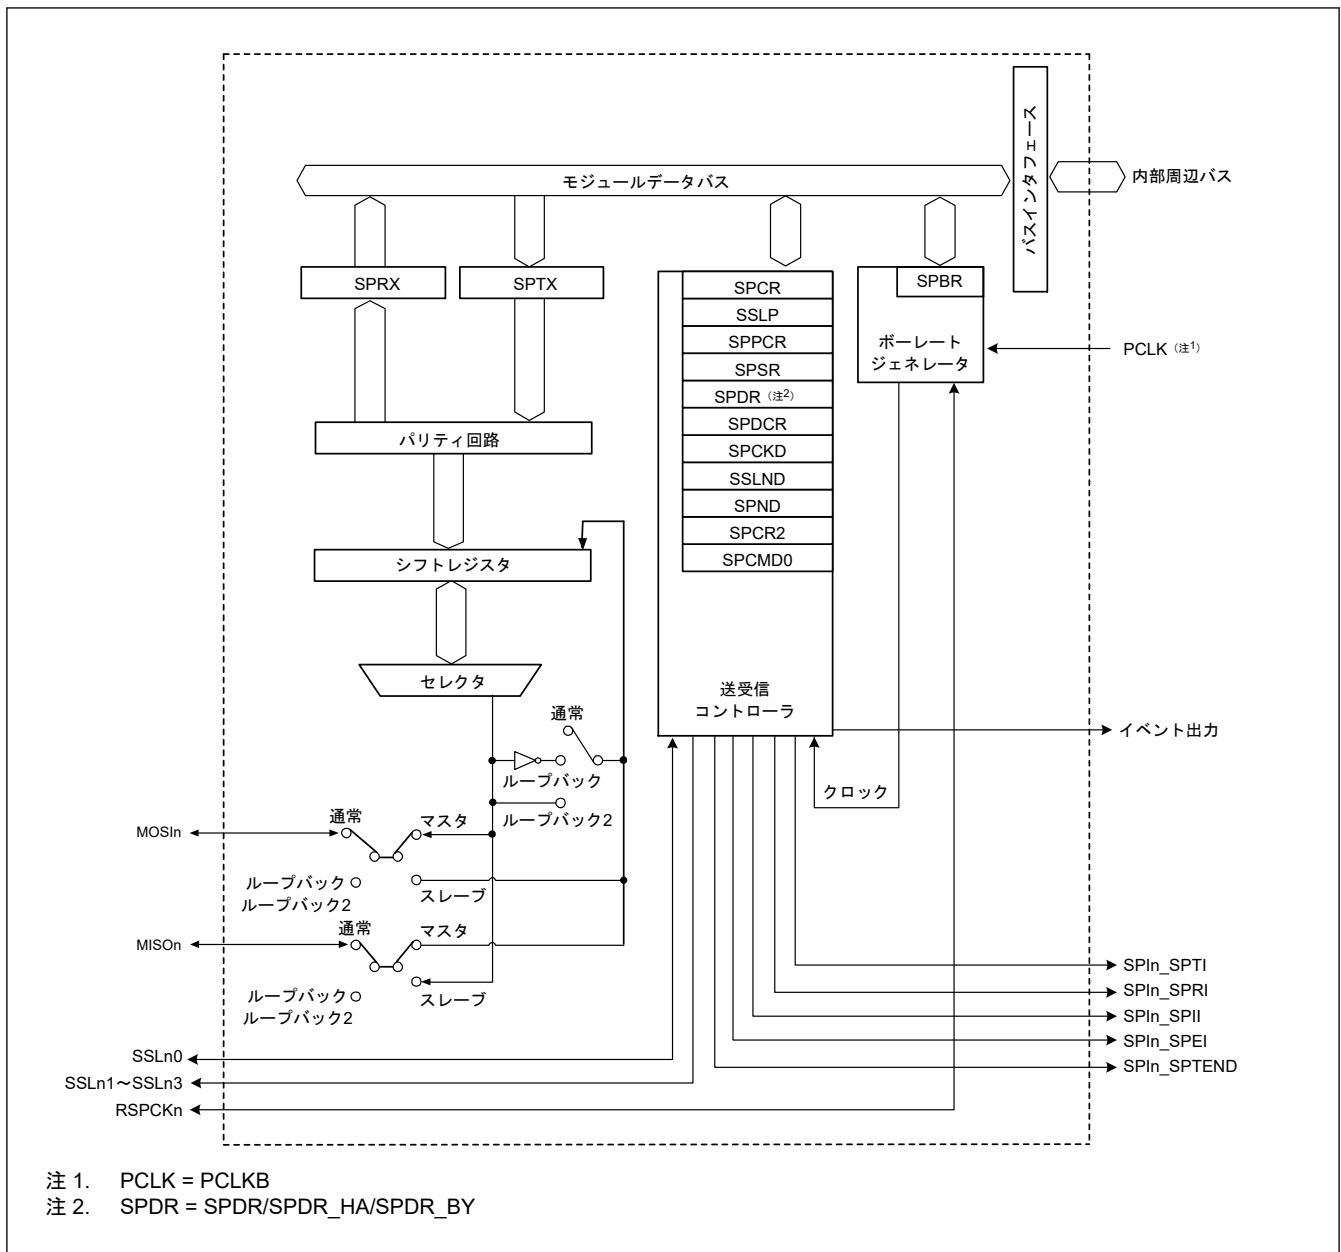 バスインタフェース
モジュールデータバス
内部周辺バス
SPRX
SPTX
SPCR
SSLP
SPPCR
SPSR
SPDR（注2）
SPDCR
SPCKD
SSLND
SPND
SPCR2
SPCMD0
SPBR
ボーレート
ジェネレータ
PCLK（注1）
パリティ回路
シフトレジスタ
セレクタ
送受信
コントローラ
通常
ループバック
ループバック2
イベント出力
クロック
MOSIn
通常
マスタ
ループバック
ループバック2
スレーブ
MISOn
通常
マスタ
ループバック
ループバック2
スレーブ
SPIn_SPTI
SPIn_SPRI
SPIn_SPII
SPIn_SPEI
SPIn_SPTEND
SSLn0
SSLn1～SSLn3
RSPCKn
注 1. PCLK = PCLKB
注 2. SPDR = SPDR/SPDR_HA/SPDR_BY